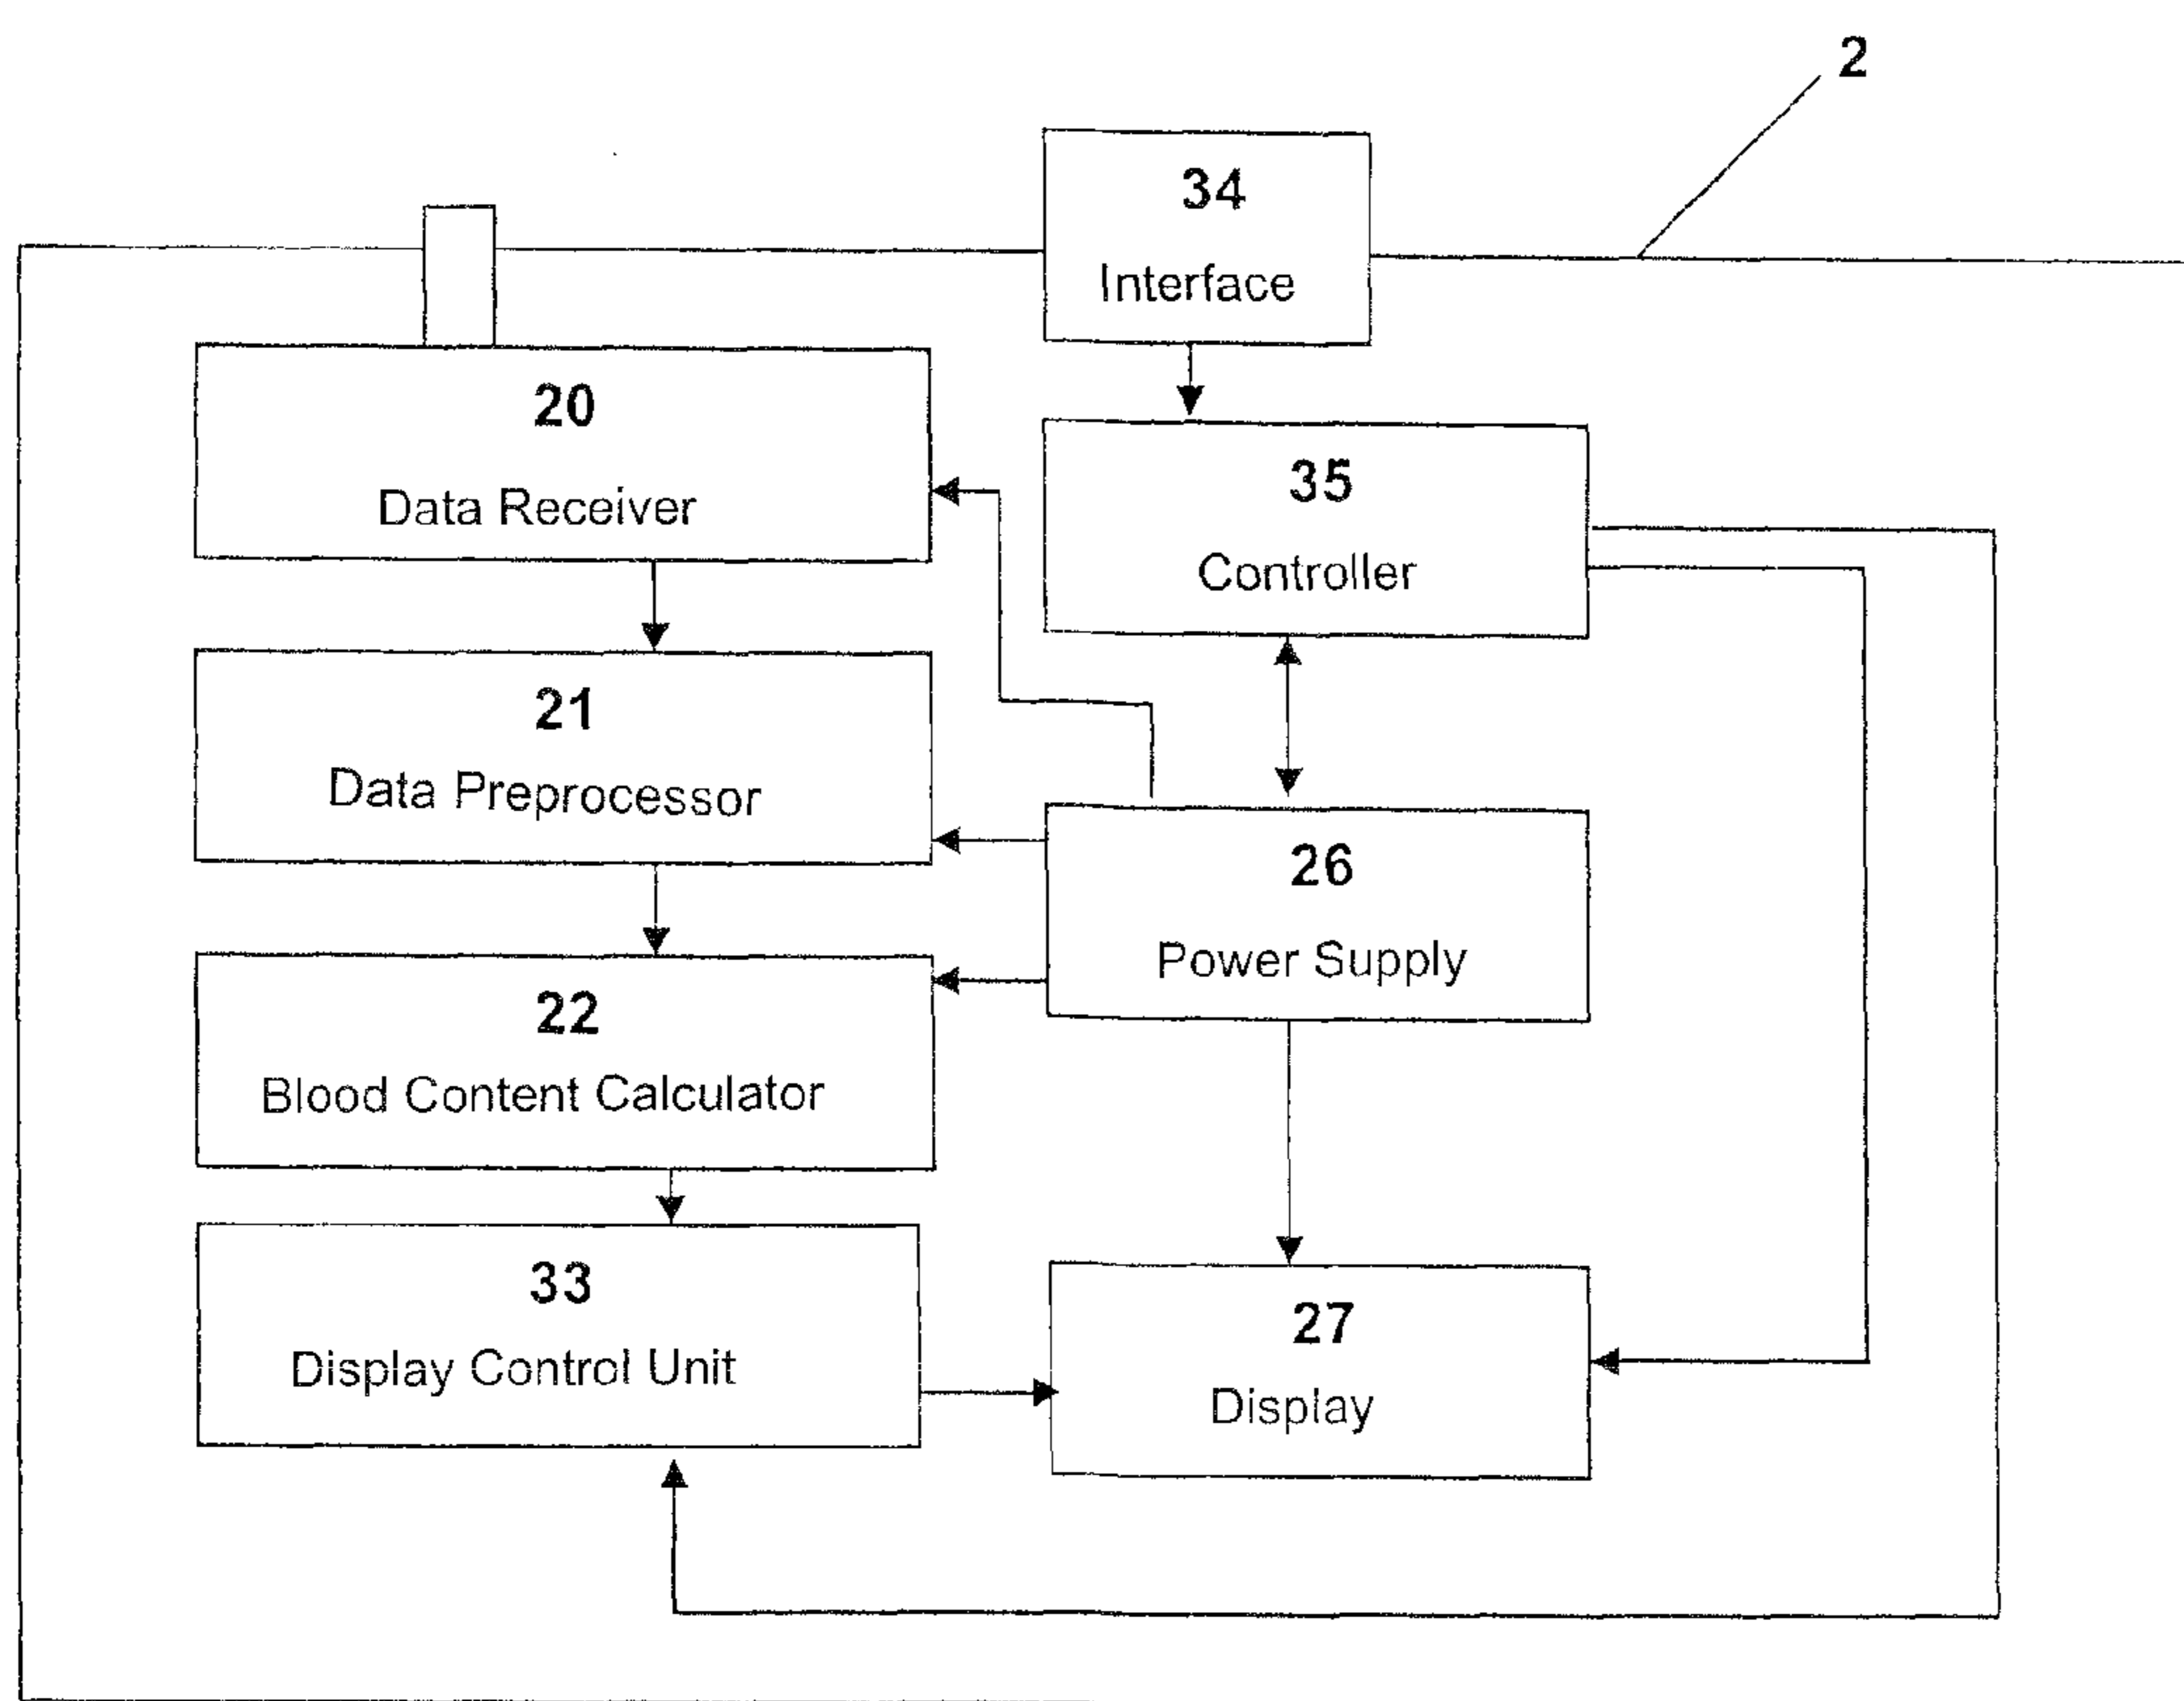 2
34
Interface
20
Data Receiver
35
Controller
21
Data Preprocessor
26
Power Supply
22
Blood Content Calculator
33
Display Control Unit
27
Display